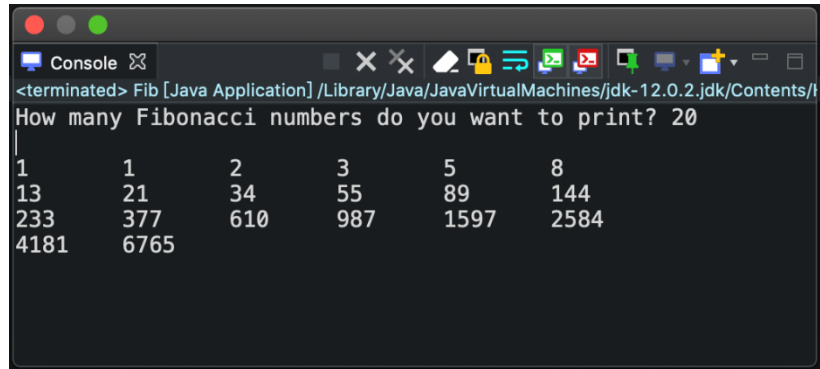 Console
<terminated> Fib [Java Application] /Library/Java/JavaVirtualMachines/jdk-12.0.2.jdk/Contents/
How many Fibonacci numbers do you want to print? 20
1 1 2 3 5 8
13 21 34 55 89 144
233 377 610 987 1597 2584
4181 6765